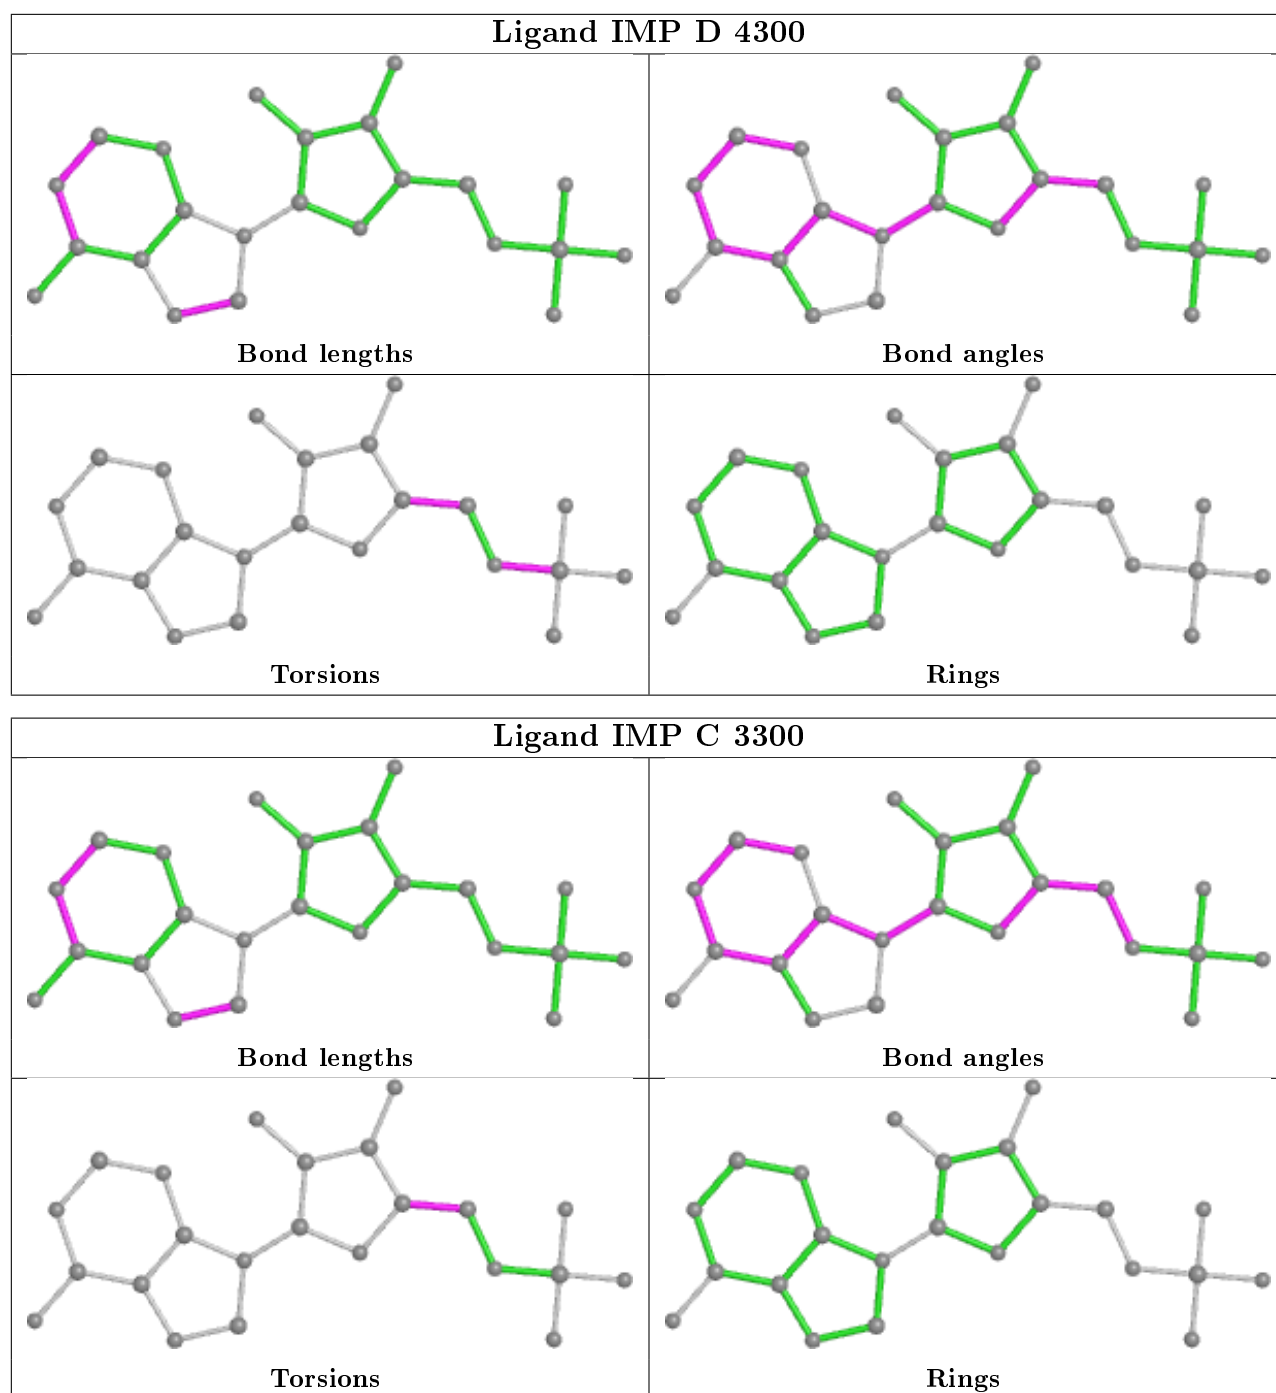 Ligand IMP D 4300
Bond lengths
Bond angles
Torsions
Rings
Ligand IMP C 3300
Bond lengths
Bond angles
Torsions
Rings